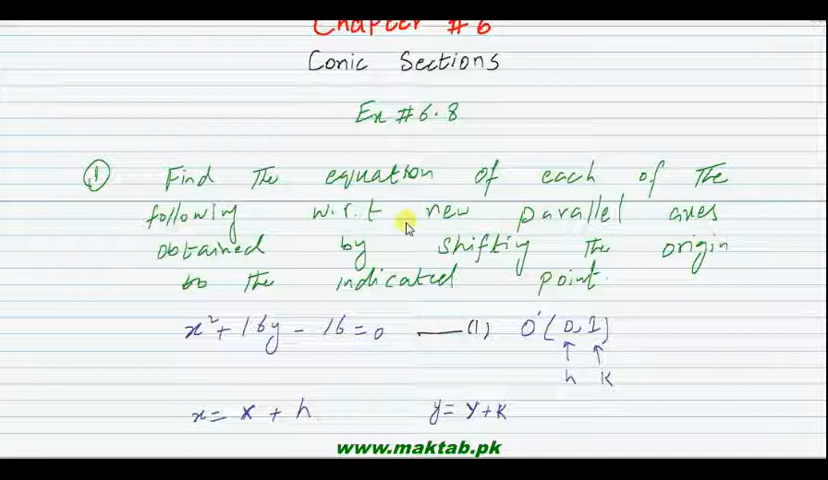 Chapter #6
Conic Sections
Ex #6.8
(1) Find The equation of each of The
following w.r.t new parallel axes
obtained by shifting the origin
to the indicated point.
x²+16y-16=0 ——(1) O'(0,1)
h k
x = X + h y = Y+K
www.maktab.pk